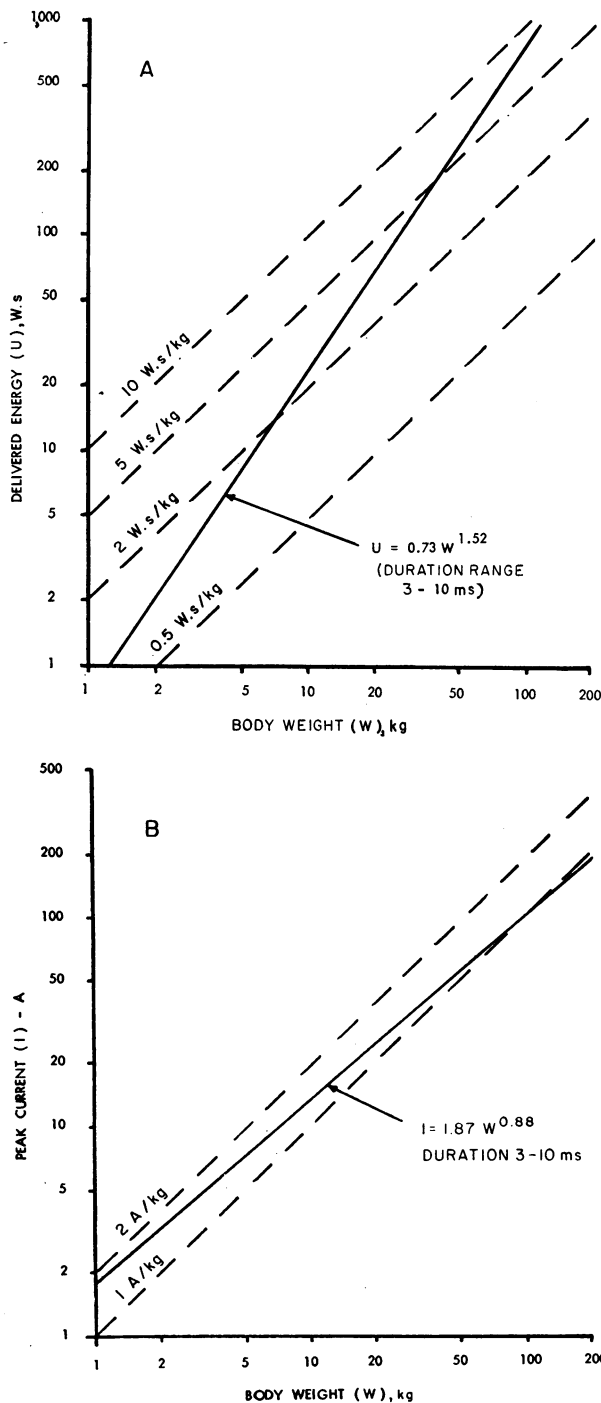 A
1000
500
200
100
50
20
10
5
2
1
DELIVERED ENERGY (U), W.s
10 W.s/kg
5 W.s/kg
2 W.s/kg
0.5 W.s/kg
U = 0.73 W^1.52
(DURATION RANGE
3 - 10 ms)
1 2 5 10 20 50 100 200
BODY WEIGHT (W), kg
B
500
200
100
50
20
10
5
2
1
PEAK CURRENT (I) - A
2 A/kg
1 A/kg
I = 1.87 W^0.88
DURATION 3-10 ms
1 2 5 10 20 50 100 200
BODY WEIGHT (W), kg